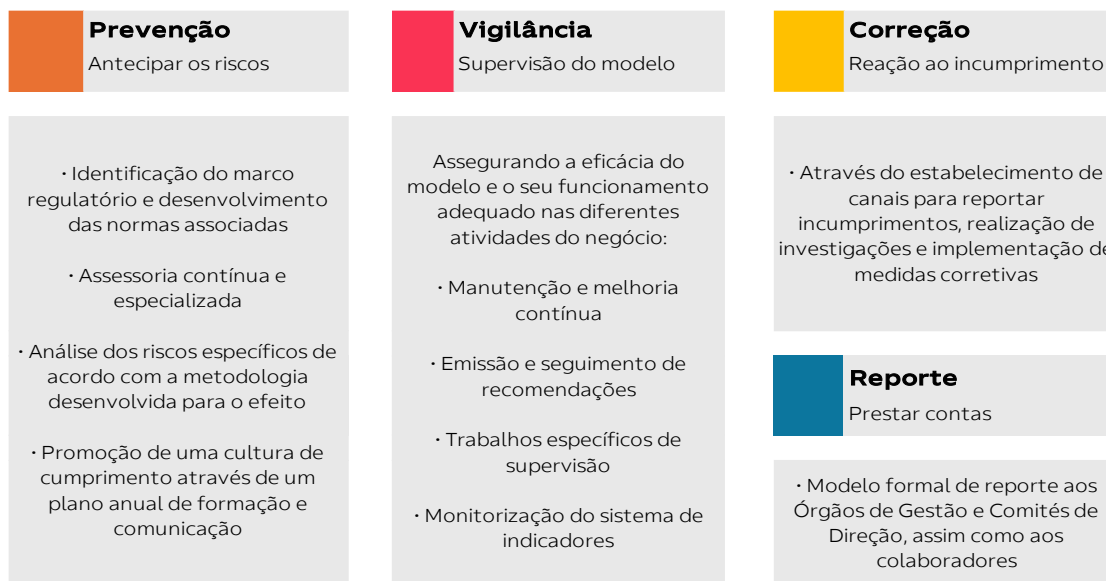 Prevenção
Antecipar os riscos
• Identificação do marco
regulatório e desenvolvimento
das normas associadas
• Assessoria contínua e
especializada
• Análise dos riscos específicos de
acordo com a metodologia
desenvolvida para o efeito
• Promoção de uma cultura de
cumprimento através de um
plano anual de formação e
comunicação
Vigilância
Supervisão do modelo
Assegurando a eficácia do
modelo e o seu funcionamento
adequado nas diferentes
atividades do negócio:
• Manutenção e melhoria
contínua
• Emissão e seguimento de
recomendações
• Trabalhos específicos de
supervisão
• Monitorização do sistema de
indicadores
Correção
Reação ao incumprimento
• Através do estabelecimento de
canais para reportar
incumprimentos, realização de
investigações e implementação de
medidas corretivas
Reporte
Prestar contas
• Modelo formal de reporte aos
Órgãos de Gestão e Comités de
Direção, assim como aos
colaboradores